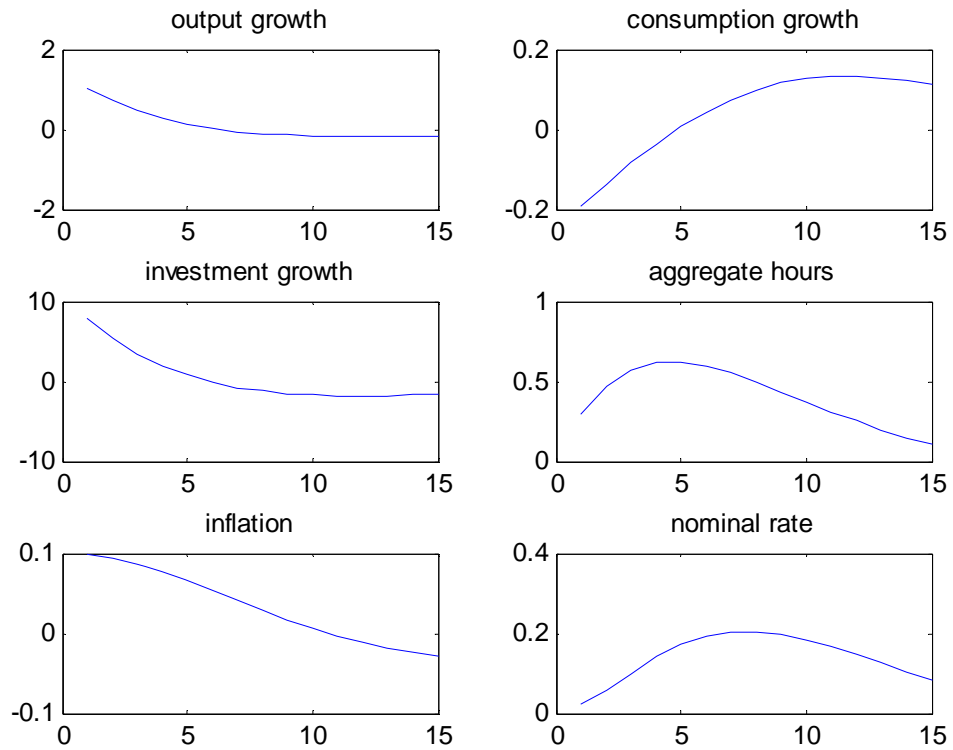 output growth
2
0
-2
0 5 10 15
consumption growth
0.2
0
-0.2
0 5 10 15
investment growth
10
0
-10
0 5 10 15
aggregate hours
1
0.5
0
0 5 10 15
inflation
0.1
0
-0.1
0 5 10 15
nominal rate
0.4
0.2
0
0 5 10 15